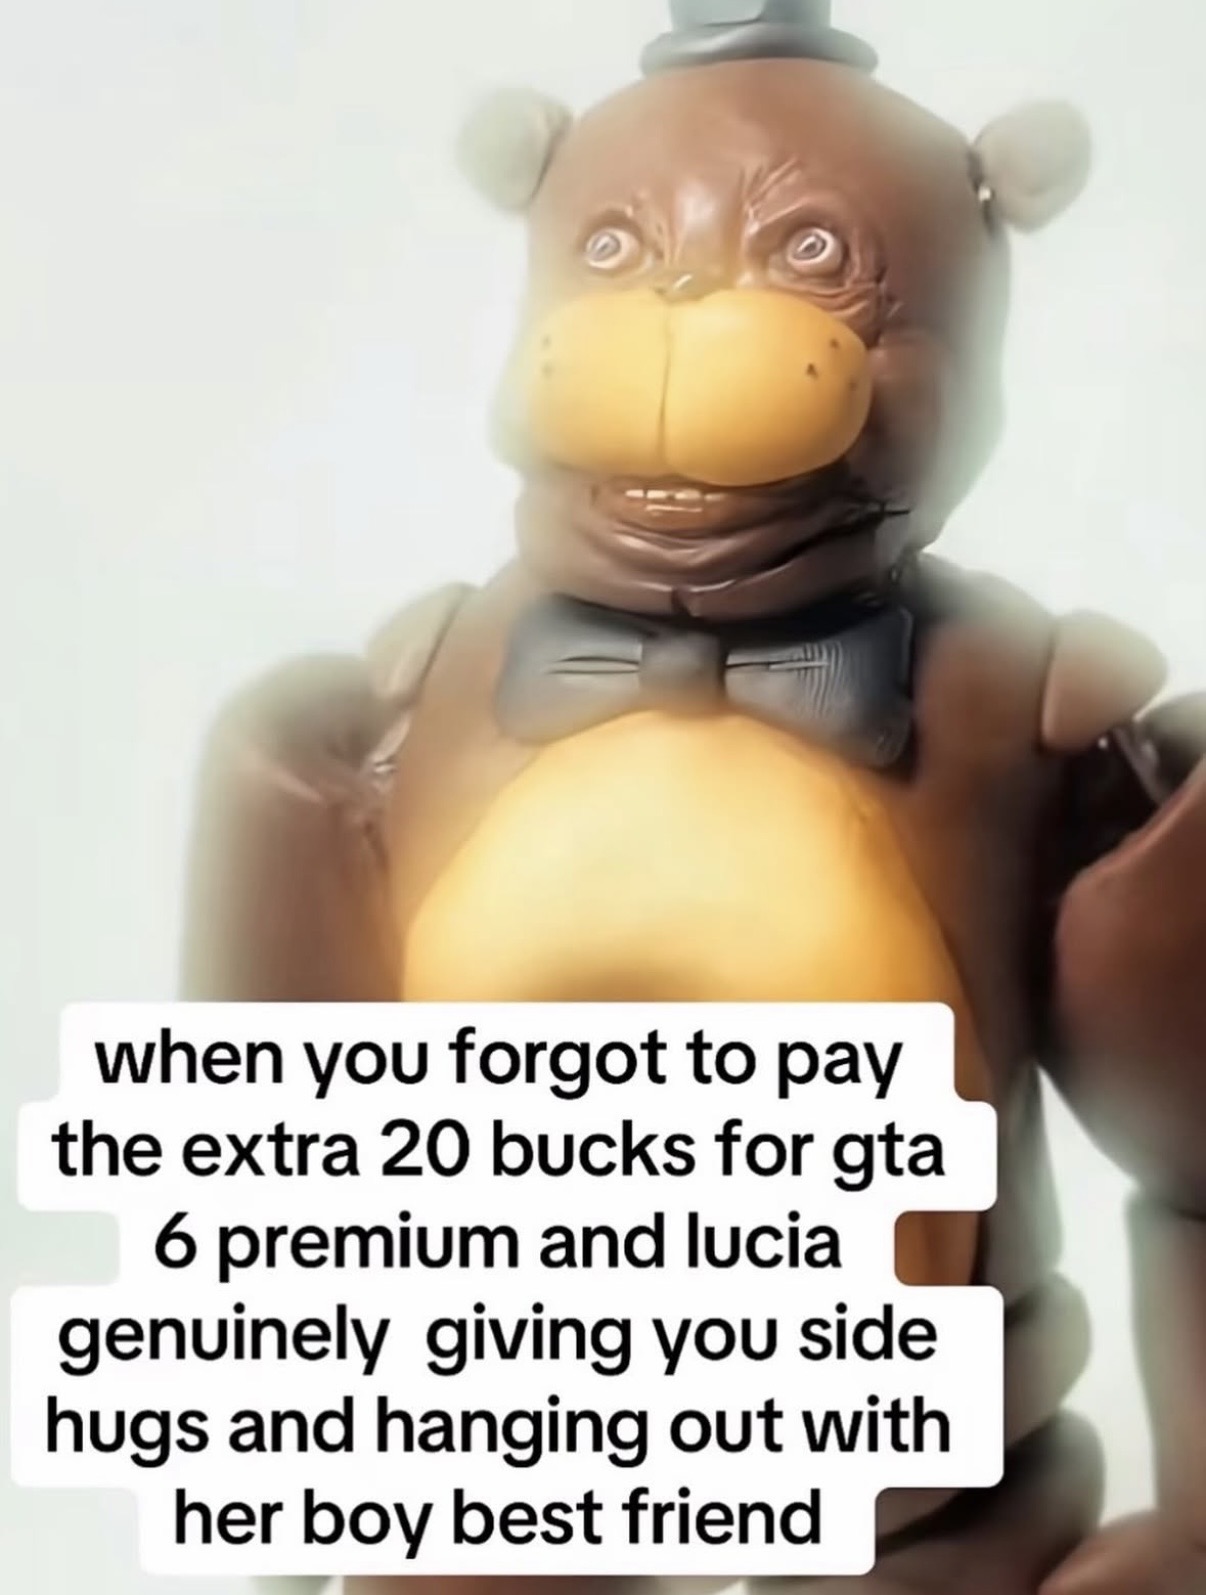 when you forgot to pay
the extra 20 bucks for gta
6 premium and lucia
genuinely  giving you side
hugs and hanging out with
her boy best friend